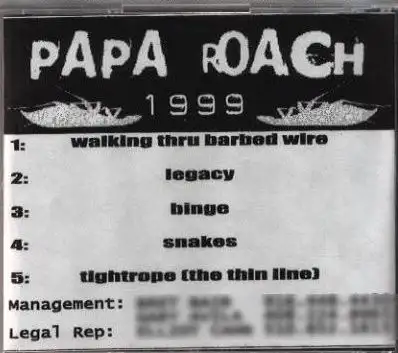 PAPA ROACH
1999
1: walking thru barbed wire
2: legacy
3: binge
4: snakes
5: tightrope (the thin line)
Management:
Legal Rep: